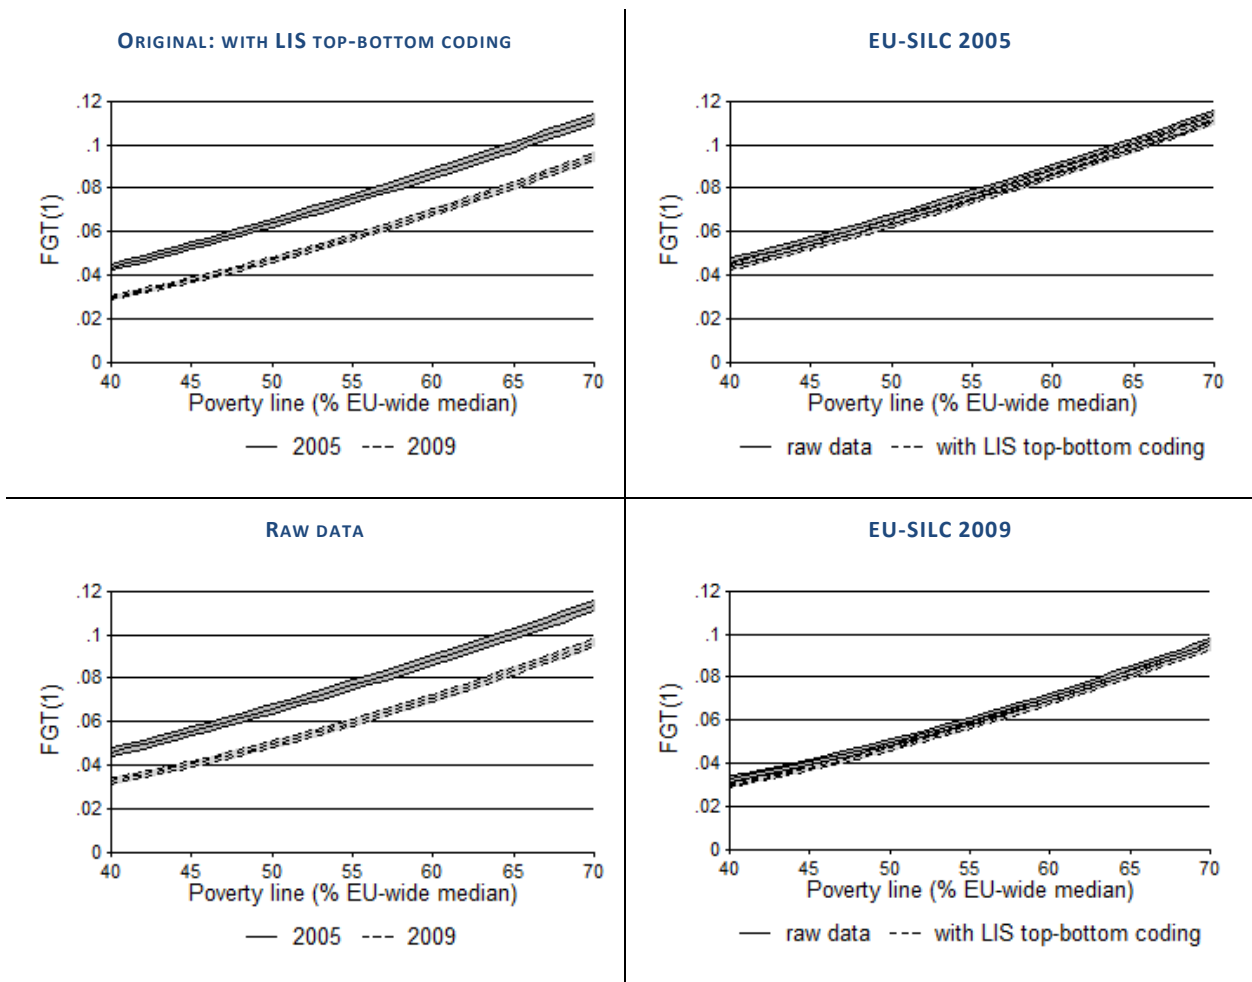 ORIGINAL: WITH LIS TOP-BOTTOM CODING
.12
.1
.08
.06
.04
.02
0
FGT(1)
40 45 50 55 60 65 70
Poverty line (% EU-wide median)
2005 2009
EU-SILC 2005
.12
.1
.08
.06
.04
.02
0
FGT(1)
40 45 50 55 60 65 70
Poverty line (% EU-wide median)
raw data with LIS top-bottom coding
RAW DATA
.12
.1
.08
.06
.04
.02
0
FGT(1)
40 45 50 55 60 65 70
Poverty line (% EU-wide median)
2005 2009
EU-SILC 2009
.12
.1
.08
.06
.04
.02
0
FGT(1)
40 45 50 55 60 65 70
Poverty line (% EU-wide median)
raw data with LIS top-bottom coding